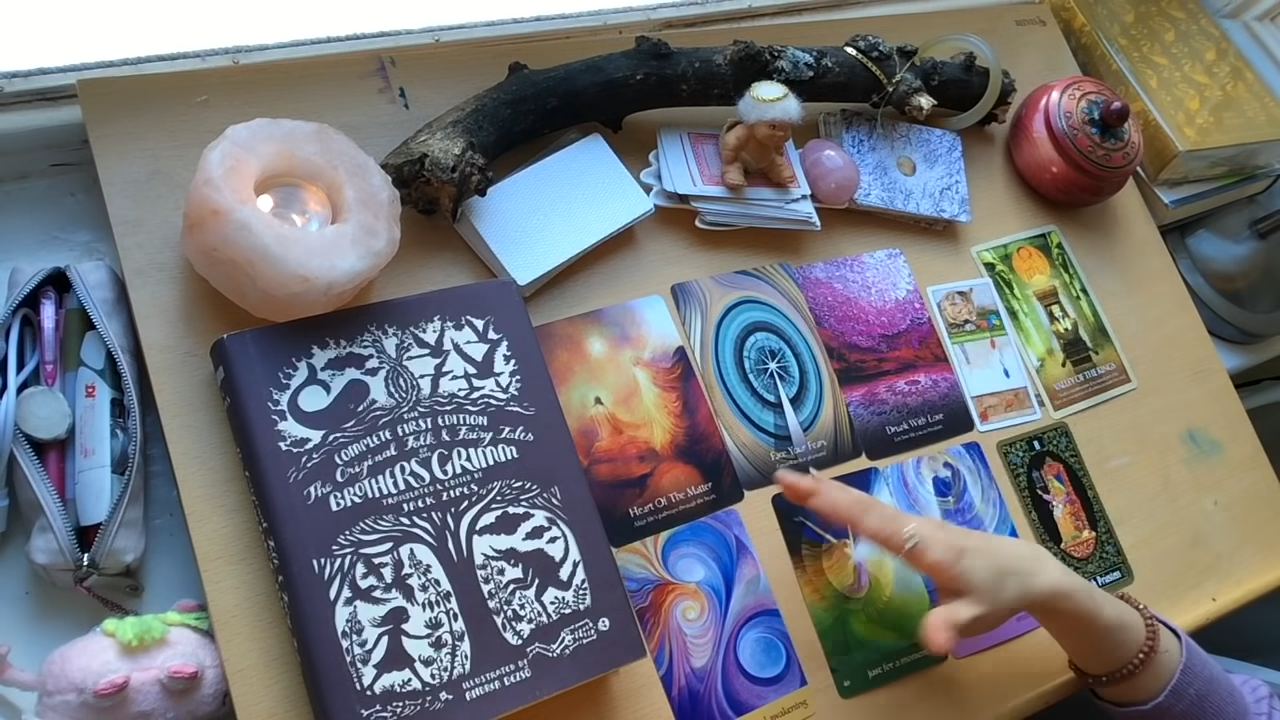 THE
COMPLETE FIRST EDITION
The Original Folk & Fairy Tales
OF THE
BROTHERS GRIMM
TRANSLATED & EDITED BY
JACK ZIPES
ILLUSTRATED BY
ANDREA DEZSÖ
Heart Of The Matter
Face Your Fears
Drunk With Love
VALLEY OF THE KINGS
II
Just for a moment
awakening